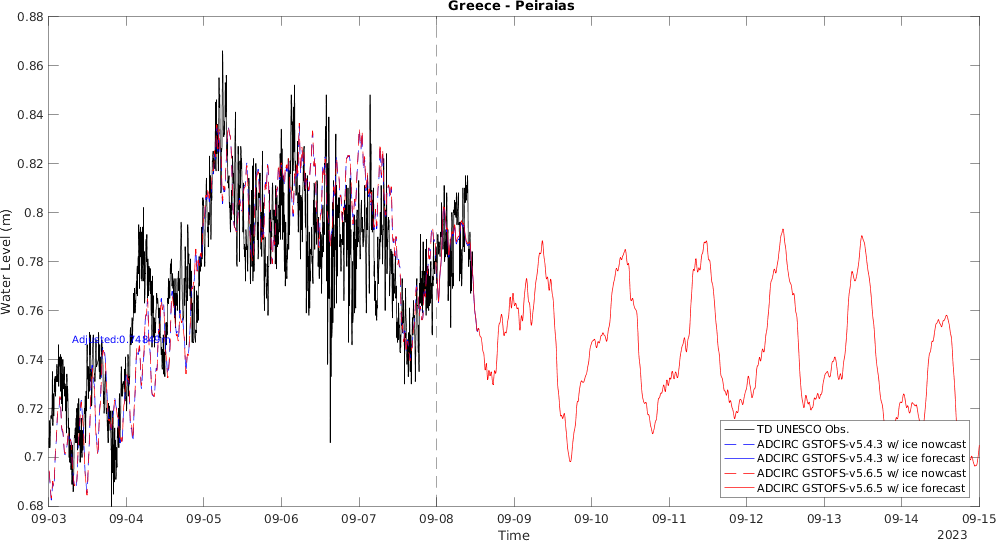 Greece - Peiraias
0.88
0.86
0.84
0.82
0.8
0.78
0.76
0.74
0.72
0.7
0.68
Water Level (m)
TD UNESCO Obs.
ADCIRC GSTOFS-v5.4.3 w/ ice nowcast
ADCIRC GSTOFS-v5.4.3 w/ ice forecast
ADCIRC GSTOFS-v5.6.5 w/ ice nowcast
ADCIRC GSTOFS-v5.6.5 w/ ice forecast
09-03 09-04 09-05 09-06 09-07 09-08 09-09 09-10 09-11 09-12 09-13 09-14 09-15
Time
2023